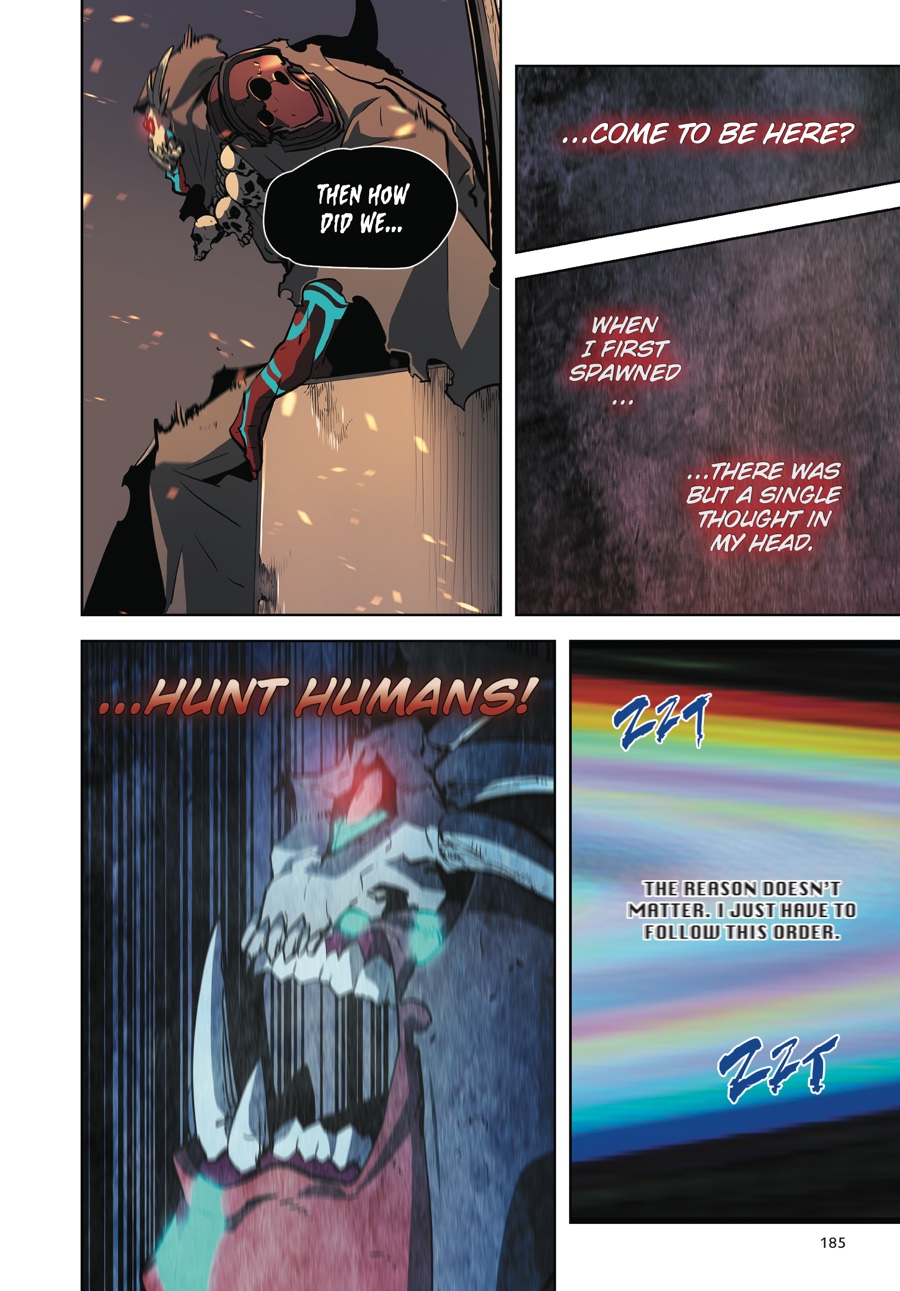 THEN HOW
DID WE...
...COME TO BE HERE?
WHEN
I FIRST
SPAWNED
...
...THERE WAS
BUT A SINGLE
THOUGHT IN
MY HEAD.
...HUNT HUMANS!
ZZT
THE REASON DOESN'T
MATTER. I JUST HAVE TO
FOLLOW THIS ORDER.
ZZT
185